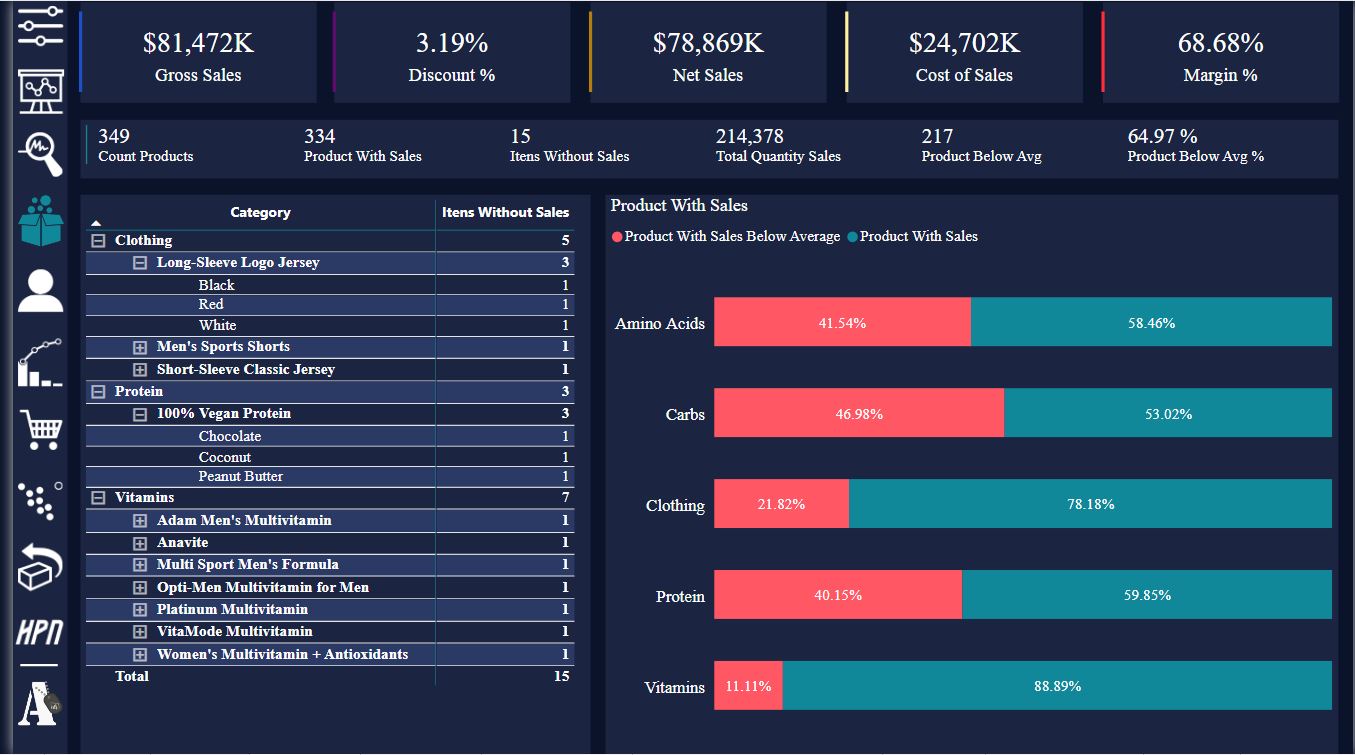 $81,472K
Gross Sales
3.19%
Discount %
$78,869K
Net Sales
$24,702K
Cost of Sales
68.68%
Margin %
349
Count Products
334
Product With Sales
15
Itens Without Sales
214,378
Total Quantity Sales
217
Product Below Avg
64.97 %
Product Below Avg %
Category Itens Without Sales
Clothing 5
Long-Sleeve Logo Jersey 3
Black 1
Red 1
White 1
Men's Sports Shorts 1
Short-Sleeve Classic Jersey 1
Protein 3
100% Vegan Protein 3
Chocolate 1
Coconut 1
Peanut Butter 1
Vitamins 7
Adam Men's Multivitamin 1
Anavite 1
Multi Sport Men's Formula 1
Opti-Men Multivitamin for Men 1
Platinum Multivitamin 1
VitaMode Multivitamin 1
Women's Multivitamin + Antioxidants 1
Total 15
Product With Sales
Product With Sales Below Average Product With Sales
Amino Acids 41.54% 58.46%
Carbs 46.98% 53.02%
Clothing 21.82% 78.18%
Protein 40.15% 59.85%
Vitamins 11.11% 88.89%
HPN
A